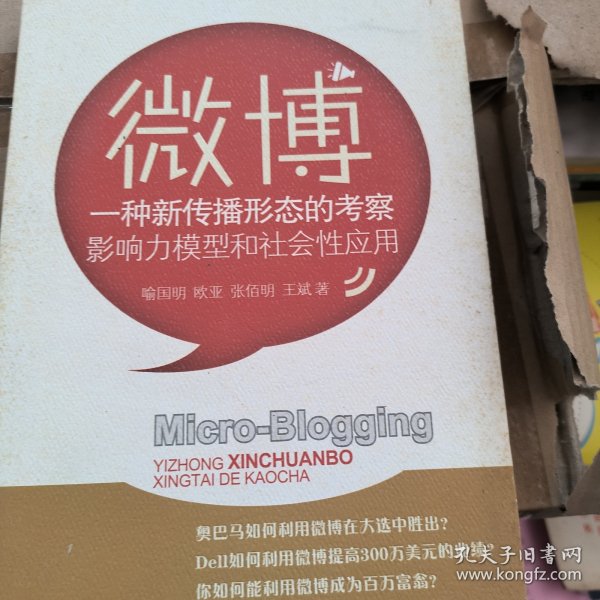 微博
一种新传播形态的考察
影响力模型和社会性应用
喻国明 欧亚 张佰明 王斌 著
Micro-Blogging
YIZHONG XINCHUANBO
XINGTAI DE KAOCHA
奥巴马如何利用微博在大选中胜出?
Dell如何利用微博提高300万美元的业绩?
你如何能利用微博成为百万富翁?
孔夫子旧书网
www.kongfz.com